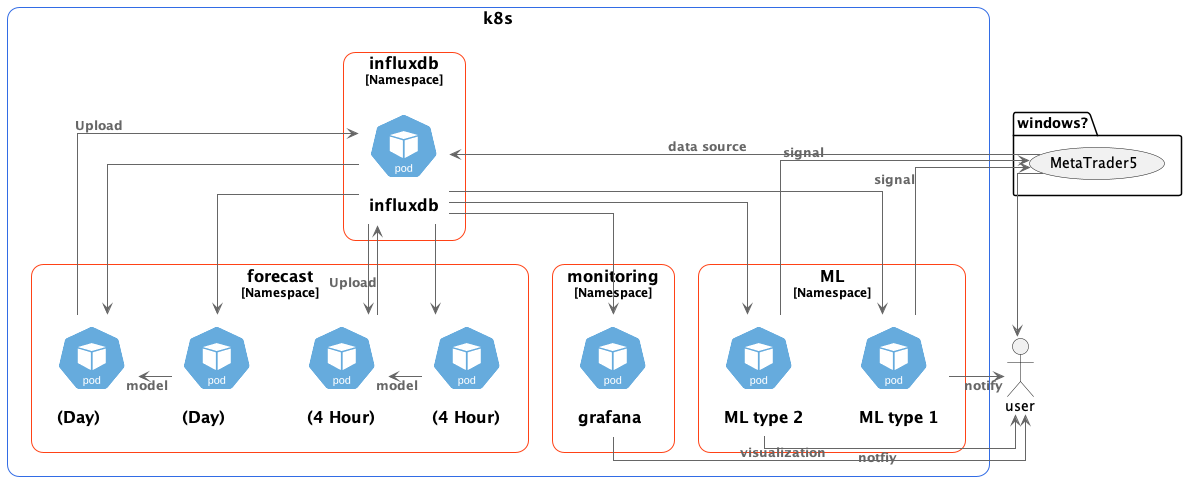 k8s
influxdb
[Namespace]
pod
influxdb
Upload
data source
signal
signal
windows?
MetaTrader5
forecast
[Namespace]
Upload
pod
(Day)
model
pod
(Day)
pod
(4 Hour)
model
pod
(4 Hour)
monitoring
[Namespace]
pod
grafana
ML
[Namespace]
pod
ML type 2
pod
ML type 1
notify
user
visualization
notfiy